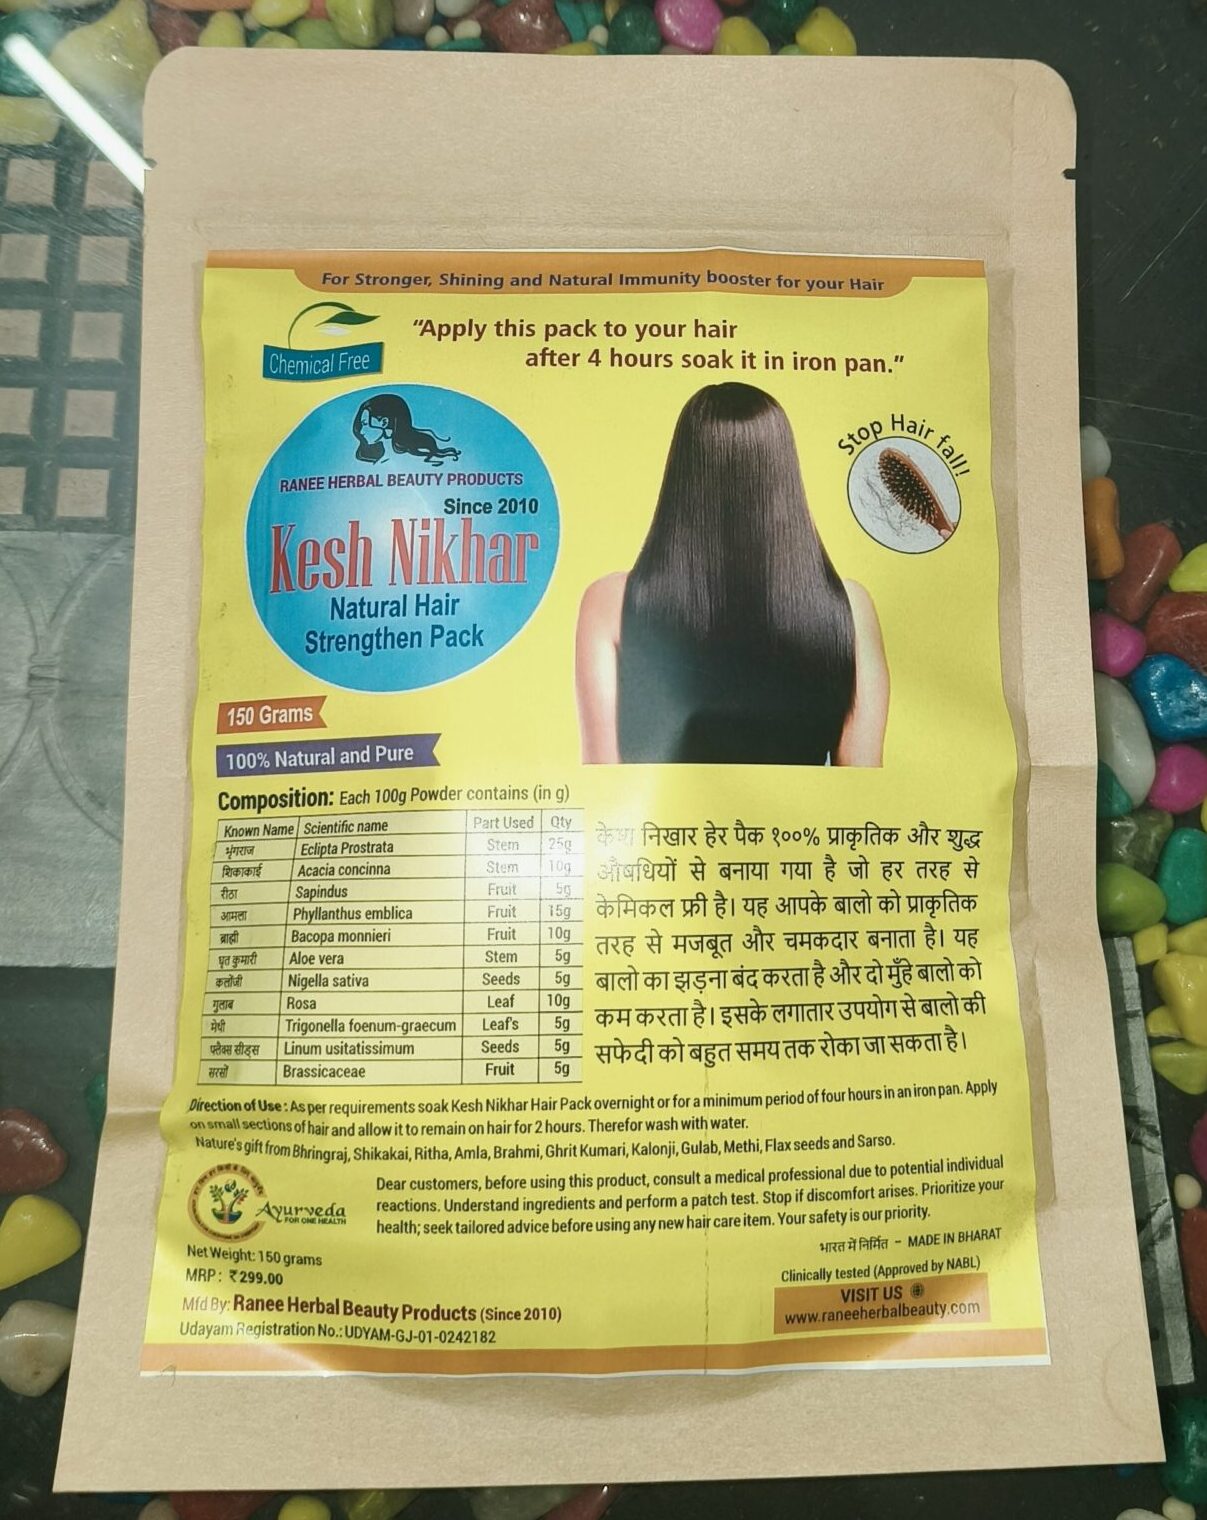 For Stronger, Shining and Natural Immunity booster for your Hair
Chemical Free
“Apply this pack to your hair
after 4 hours soak it in iron pan.”
Stop Hair fall!
RANEE HERBAL BEAUTY PRODUCTS
Since 2010
Kesh Nikhar
Natural Hair
Strengthen Pack
150 Grams
100% Natural and Pure
Composition: Each 100g Powder contains (in g)
Known Name Scientific name Part Used Qty
भृंगराज Eclipta Prostrata Stem 25g
शिकाकाई Acacia concinna Stem 10g
रीठा Sapindus Fruit 5g
आमला Phyllanthus emblica Fruit 15g
ब्राह्मी Bacopa monnieri Fruit 10g
घृत कुमारी Aloe vera Stem 5g
कलौंजी Nigella sativa Seeds 5g
गुलाब Rosa Leaf 10g
मेथी Trigonella foenum-graecum Leaf's 5g
फ्लैक्स सीड्स Linum usitatissimum Seeds 5g
सरसों Brassicaceae Fruit 5g
केश निखार हेर पैक १००% प्राकृतिक और शुद्ध
औषधियों से बनाया गया है जो हर तरह से
केमिकल फ्री है। यह आपके बालो को प्राकृतिक
तरह से मजबूत और चमकदार बनाता है। यह
बालो का झड़ना बंद करता है और दो मुँहे बालो को
कम करता है। इसके लगातार उपयोग से बालो की
सफेदी को बहुत समय तक रोका जा सकता है।
Direction of Use : As per requirements soak Kesh Nikhar Hair Pack overnight or for a minimum period of four hours in an iron pan. Apply
on small sections of hair and allow it to remain on hair for 2 hours. Therefor wash with water.
Nature's gift from Bhringraj, Shikakai, Ritha, Amla, Brahmi, Ghrit Kumari, Kalonji, Gulab, Methi, Flax seeds and Sarso.
Ayurveda
FOR ONE HEALTH
Dear customers, before using this product, consult a medical professional due to potential individual
reactions. Understand ingredients and perform a patch test. Stop if discomfort arises. Prioritize your
health; seek tailored advice before using any new hair care item. Your safety is our priority.
Net Weight: 150 grams
MRP : ₹299.00
Mfd By: Ranee Herbal Beauty Products (Since 2010)
Udayam Registration No.: UDYAM-GJ-01-0242182
भारत में निर्मित - MADE IN BHARAT
Clinically tested (Approved by NABL)
VISIT US
www.raneeherbalbeauty.com